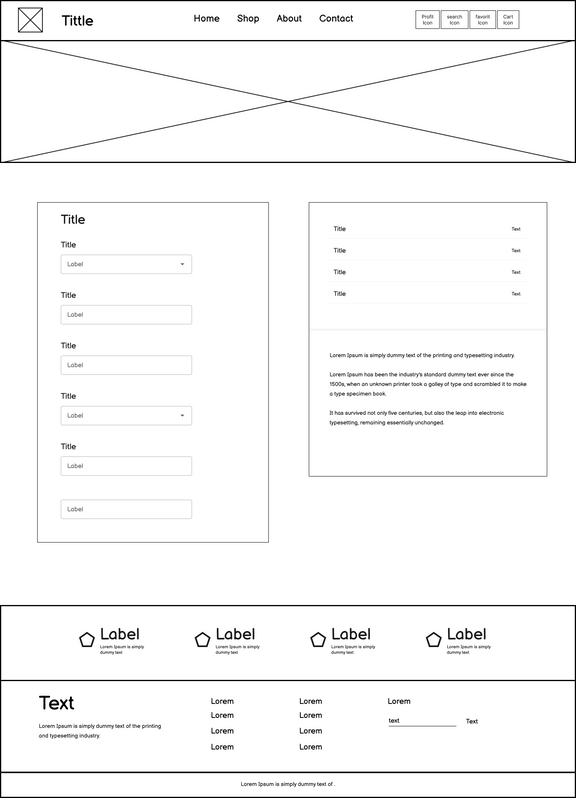 Tittle
Home Shop About Contact
Profit Icon
search Icon
favorit Icon
Cart Icon
Title
Title
Label
Title
Label
Title
Label
Title
Label
Title
Label
Label
Title Text
Title Text
Title Text
Title Text
Lorem Ipsum is simply dummy text of the printing and typesetting industry.
Lorem Ipsum has been the industry's standard dummy text ever since the
1500s, when an unknown printer took a galley of type and scrambled it to make
a type specimen book.
It has survived not only five centuries, but also the leap into electronic
typesetting, remaining essentially unchanged.
Label
Lorem Ipsum is simply
dummy text
Label
Lorem Ipsum is simply
dummy text
Label
Lorem Ipsum is simply
dummy text
Label
Lorem Ipsum is simply
dummy text
Text
Lorem Ipsum is simply dummy text of the printing
and typesetting industry.
Lorem
Lorem
Lorem
Lorem
Lorem
Lorem
Lorem
Lorem
Lorem
text Text
Lorem Ipsum is simply dummy text of .